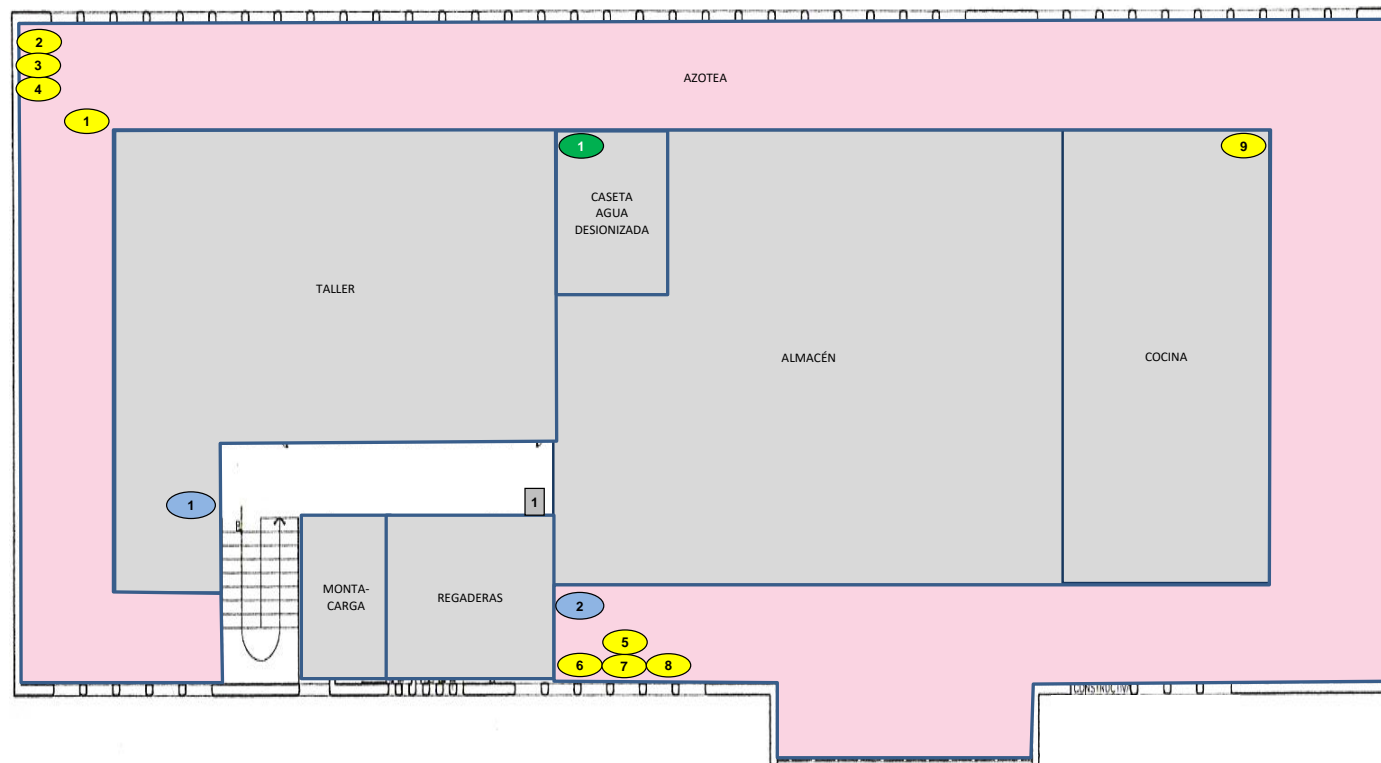 2
3
AZOTEA
4
1
1
9
CASETA
AGUA
DESIONIZADA
TALLER
ALMACÉN
COCINA
1
1
MONTA-
CARGA
REGADERAS
2
5
6
7
8
CONSTRUCTIVA